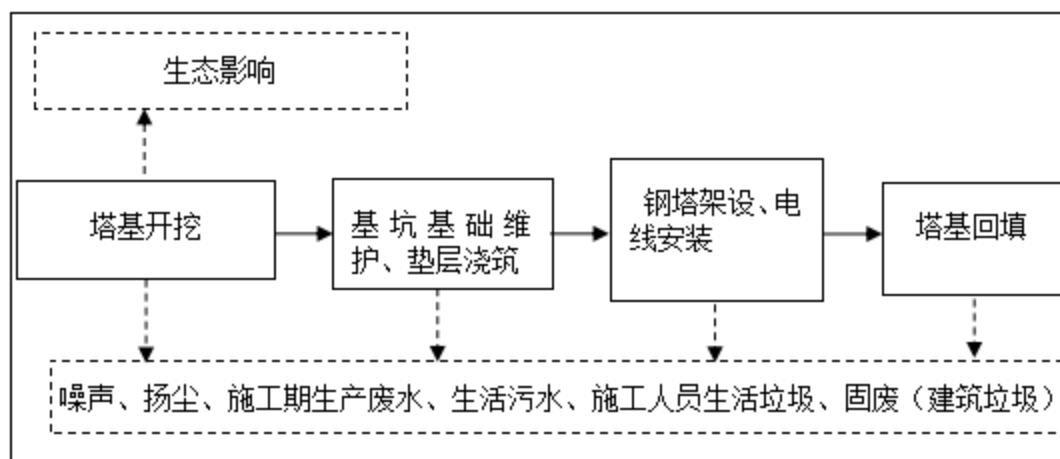 生态影响
塔基开挖
基坑基础维
护、垫层浇筑
钢塔架设、电
线安装
塔基回填
噪声、扬尘、施工期生产废水、生活污水、施工人员生活垃圾、固废（建筑垃圾）